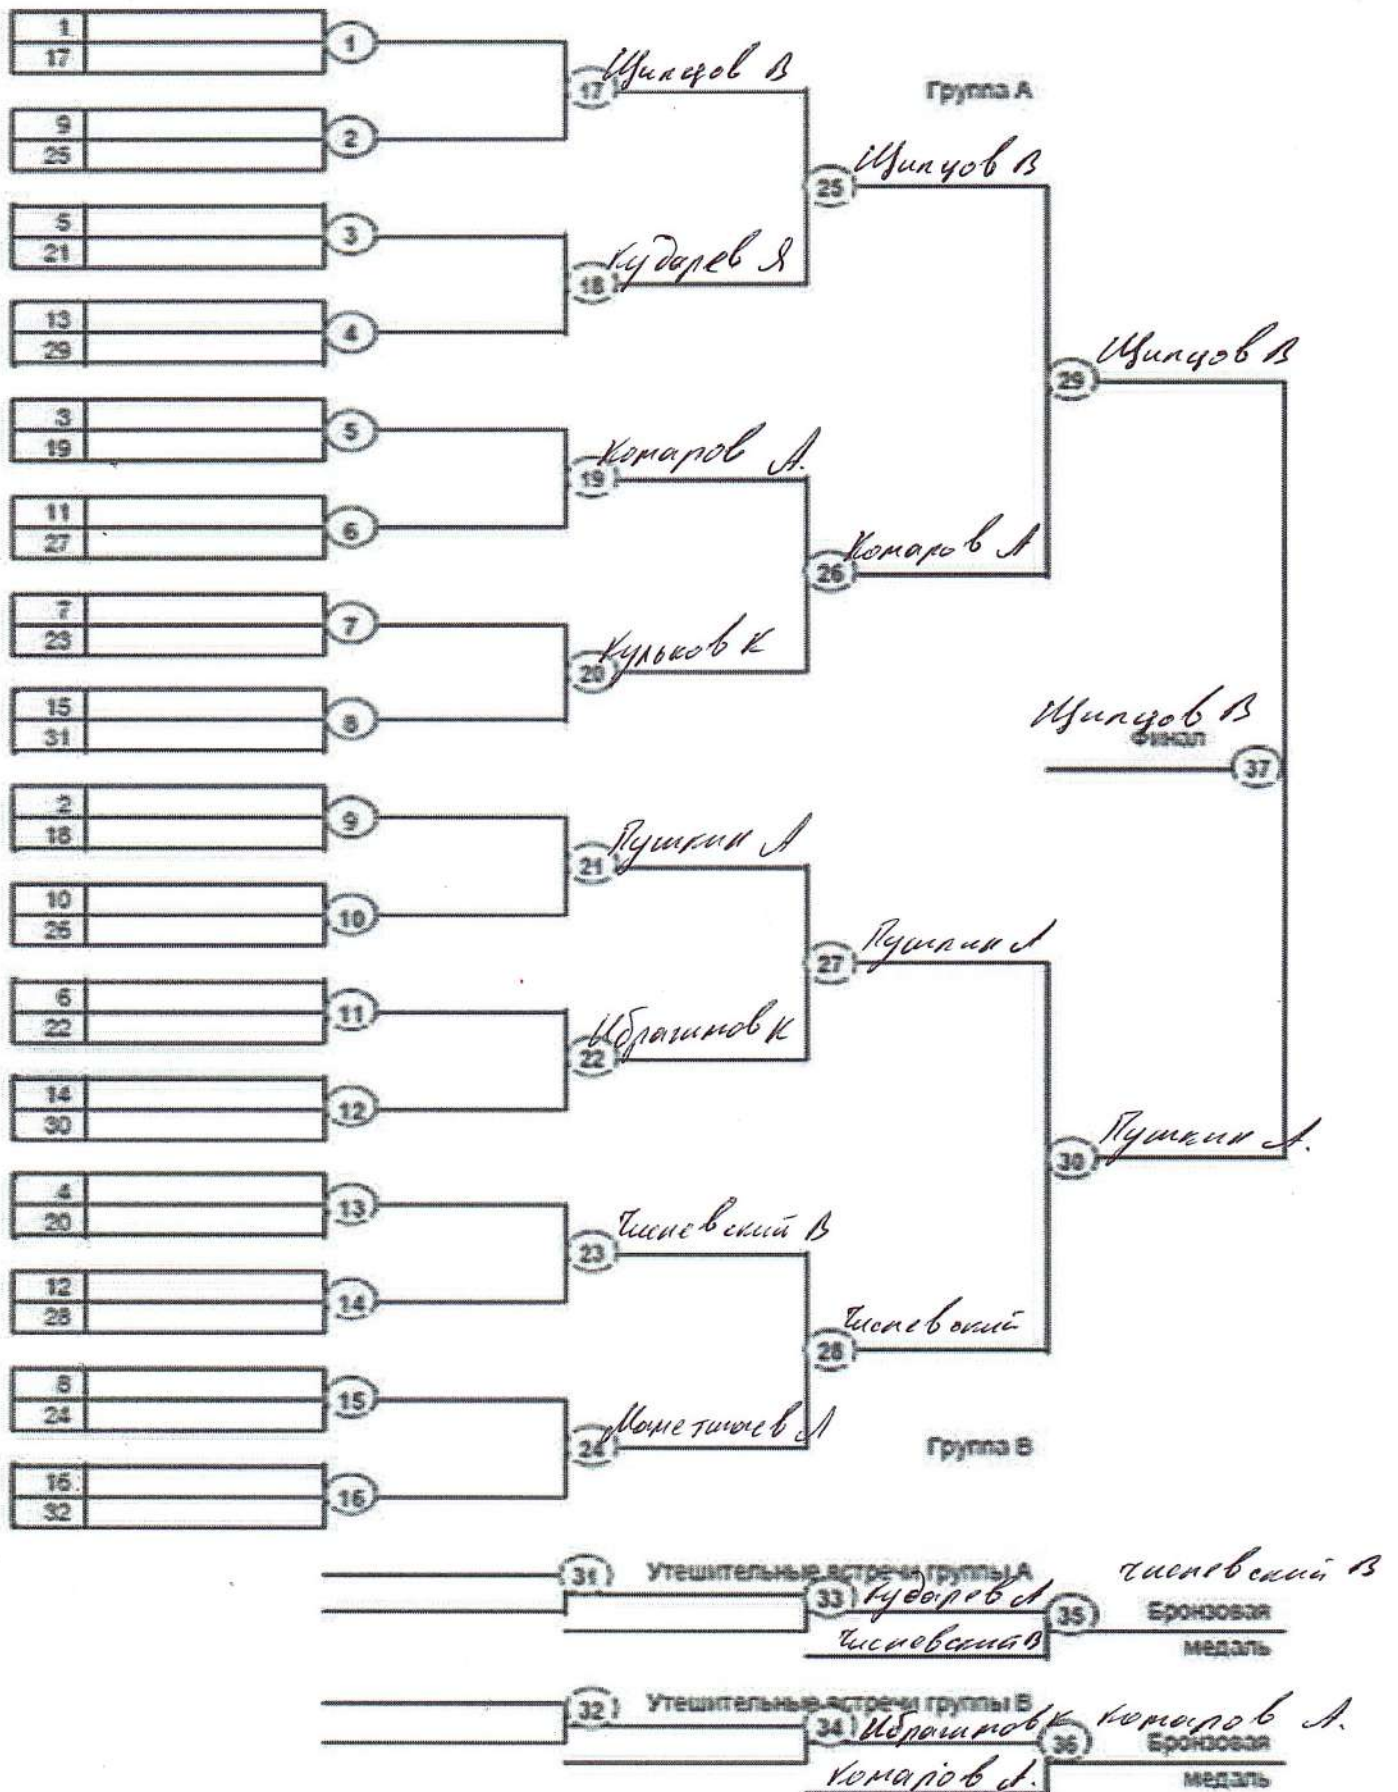 1
17
1
9
25
2
17 Щипцов В
Группа А
5
21
3
25 Щипцов В
13
29
4
18 Кударев Я
29 Щипцов В
3
19
5
19 Комаров А.
11
27
6
26 Комаров А
7
23
7
20 Кульков К
15
31
8
Щипцов В
Финал
37
2
18
9
21 Пушкин А
10
26
10
27 Пушкин А
6
22
11
22 Ибрагимов К
14
30
12
30 Пушкин А.
4
20
13
23 Чисневский В
12
28
14
28 Чисневский
8
24
15
24
Группа В
16
32
16
31 Утешительные встречи группы А
Чисневский В
33 Кударев
35 Бронзовая
Чисневский В
медаль
32 Утешительные встречи группы В
34 Ибрагимов К
36 Комаров А.
Бронзовая
Комаров А.
медаль